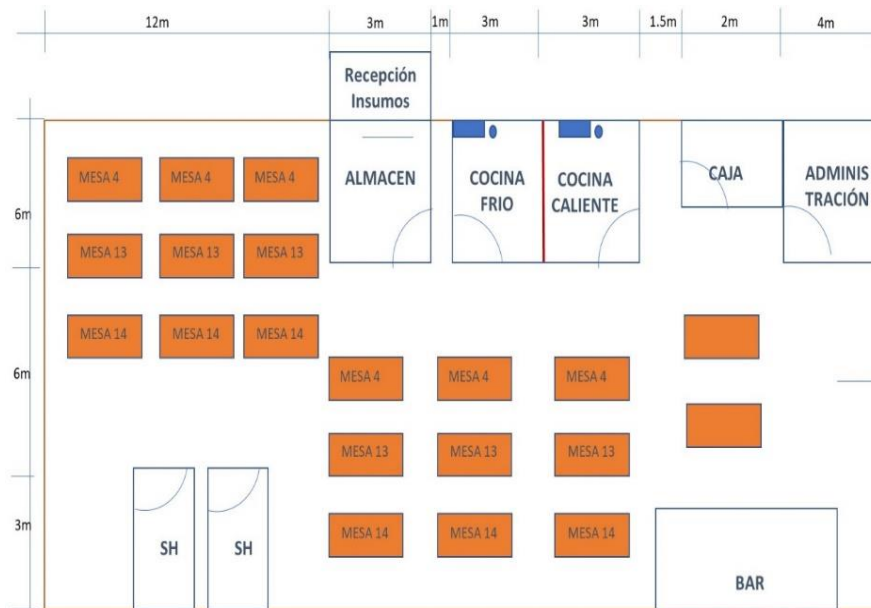 12m 3m 1m 3m 3m 1.5m 2m 4m
Recepción
Insumos
MESA 4 MESA 4 MESA 4
ALMACEN
COCINA
FRIO
COCINA
CALIENTE
CAJA
ADMINIS
TRACIÓN
6m
MESA 13 MESA 13 MESA 13
MESA 14 MESA 14 MESA 14
6m
MESA 4 MESA 4 MESA 4
MESA 13 MESA 13 MESA 13
3m
MESA 14 MESA 14 MESA 14
SH SH
BAR